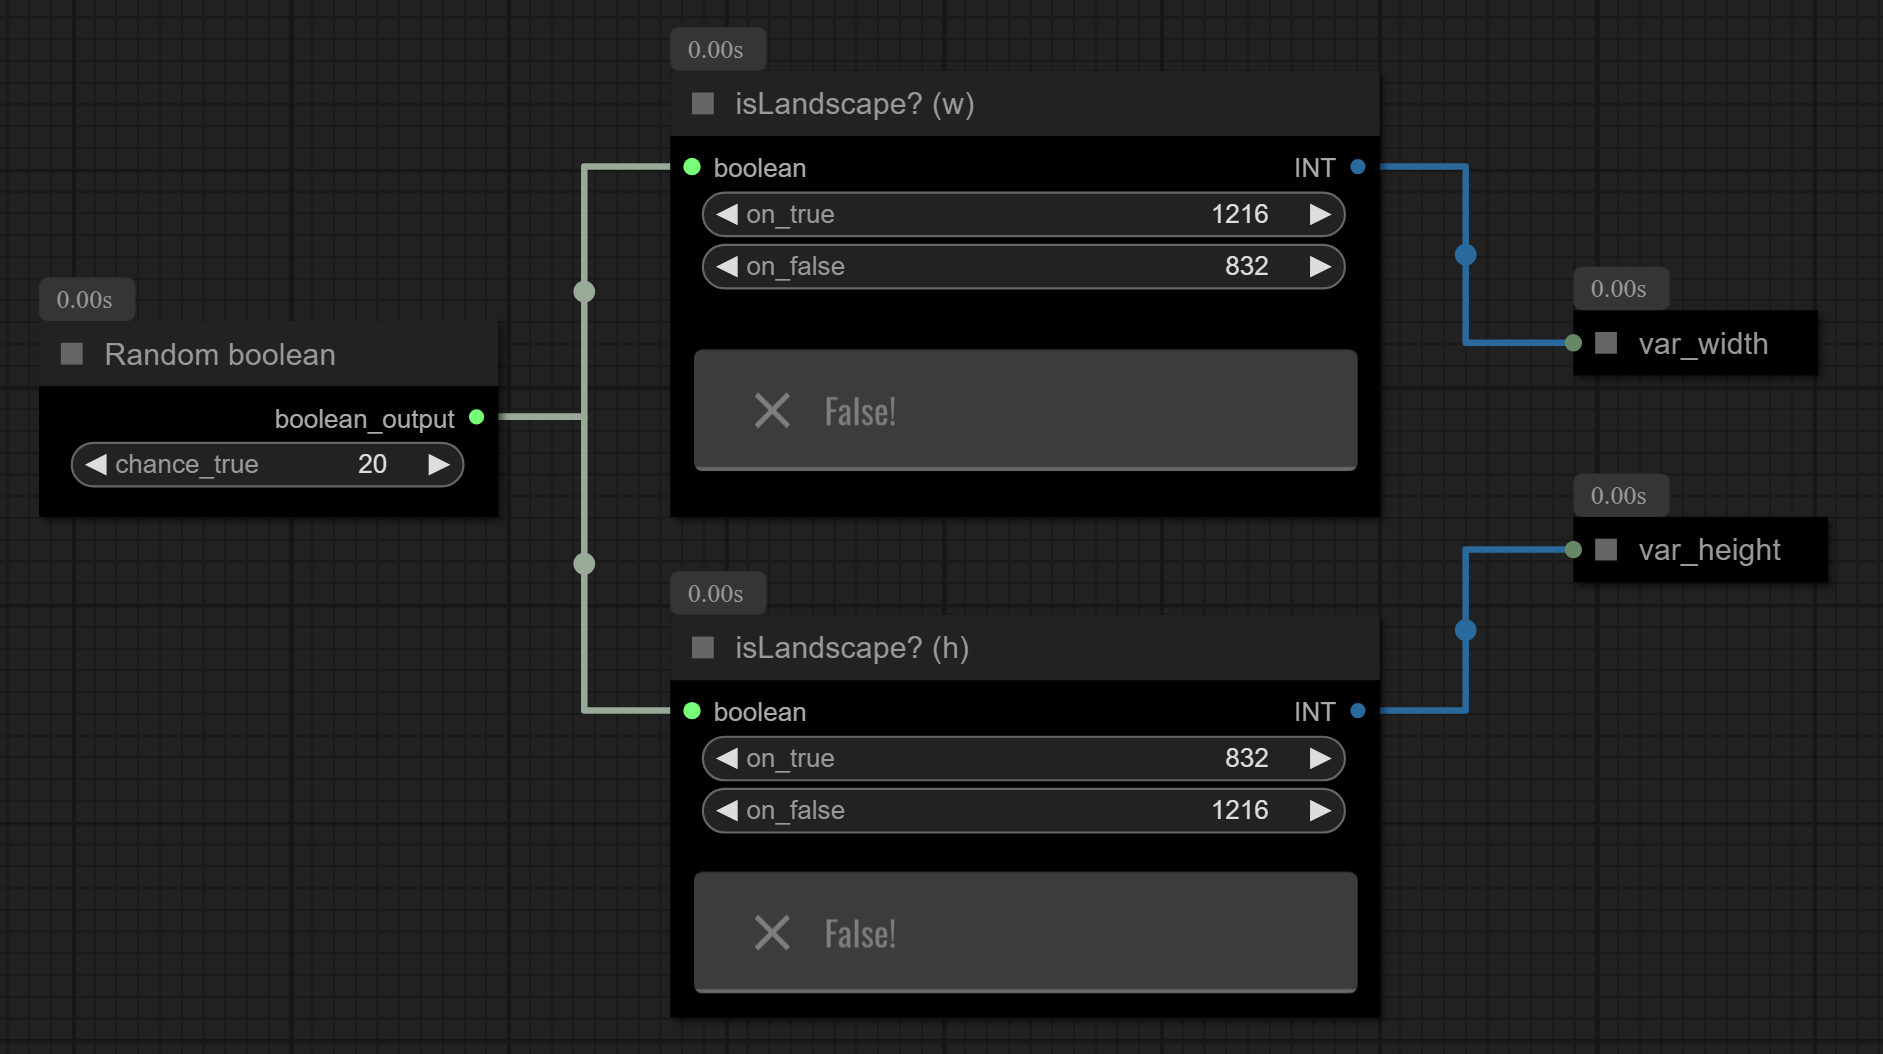 0.00s
isLandscape? (w)
boolean INT
on_true 1216
on_false 832
False!
0.00s
Random boolean
boolean_output
chance_true 20
0.00s
var_width
0.00s
var_height
0.00s
isLandscape? (h)
boolean INT
on_true 832
on_false 1216
False!